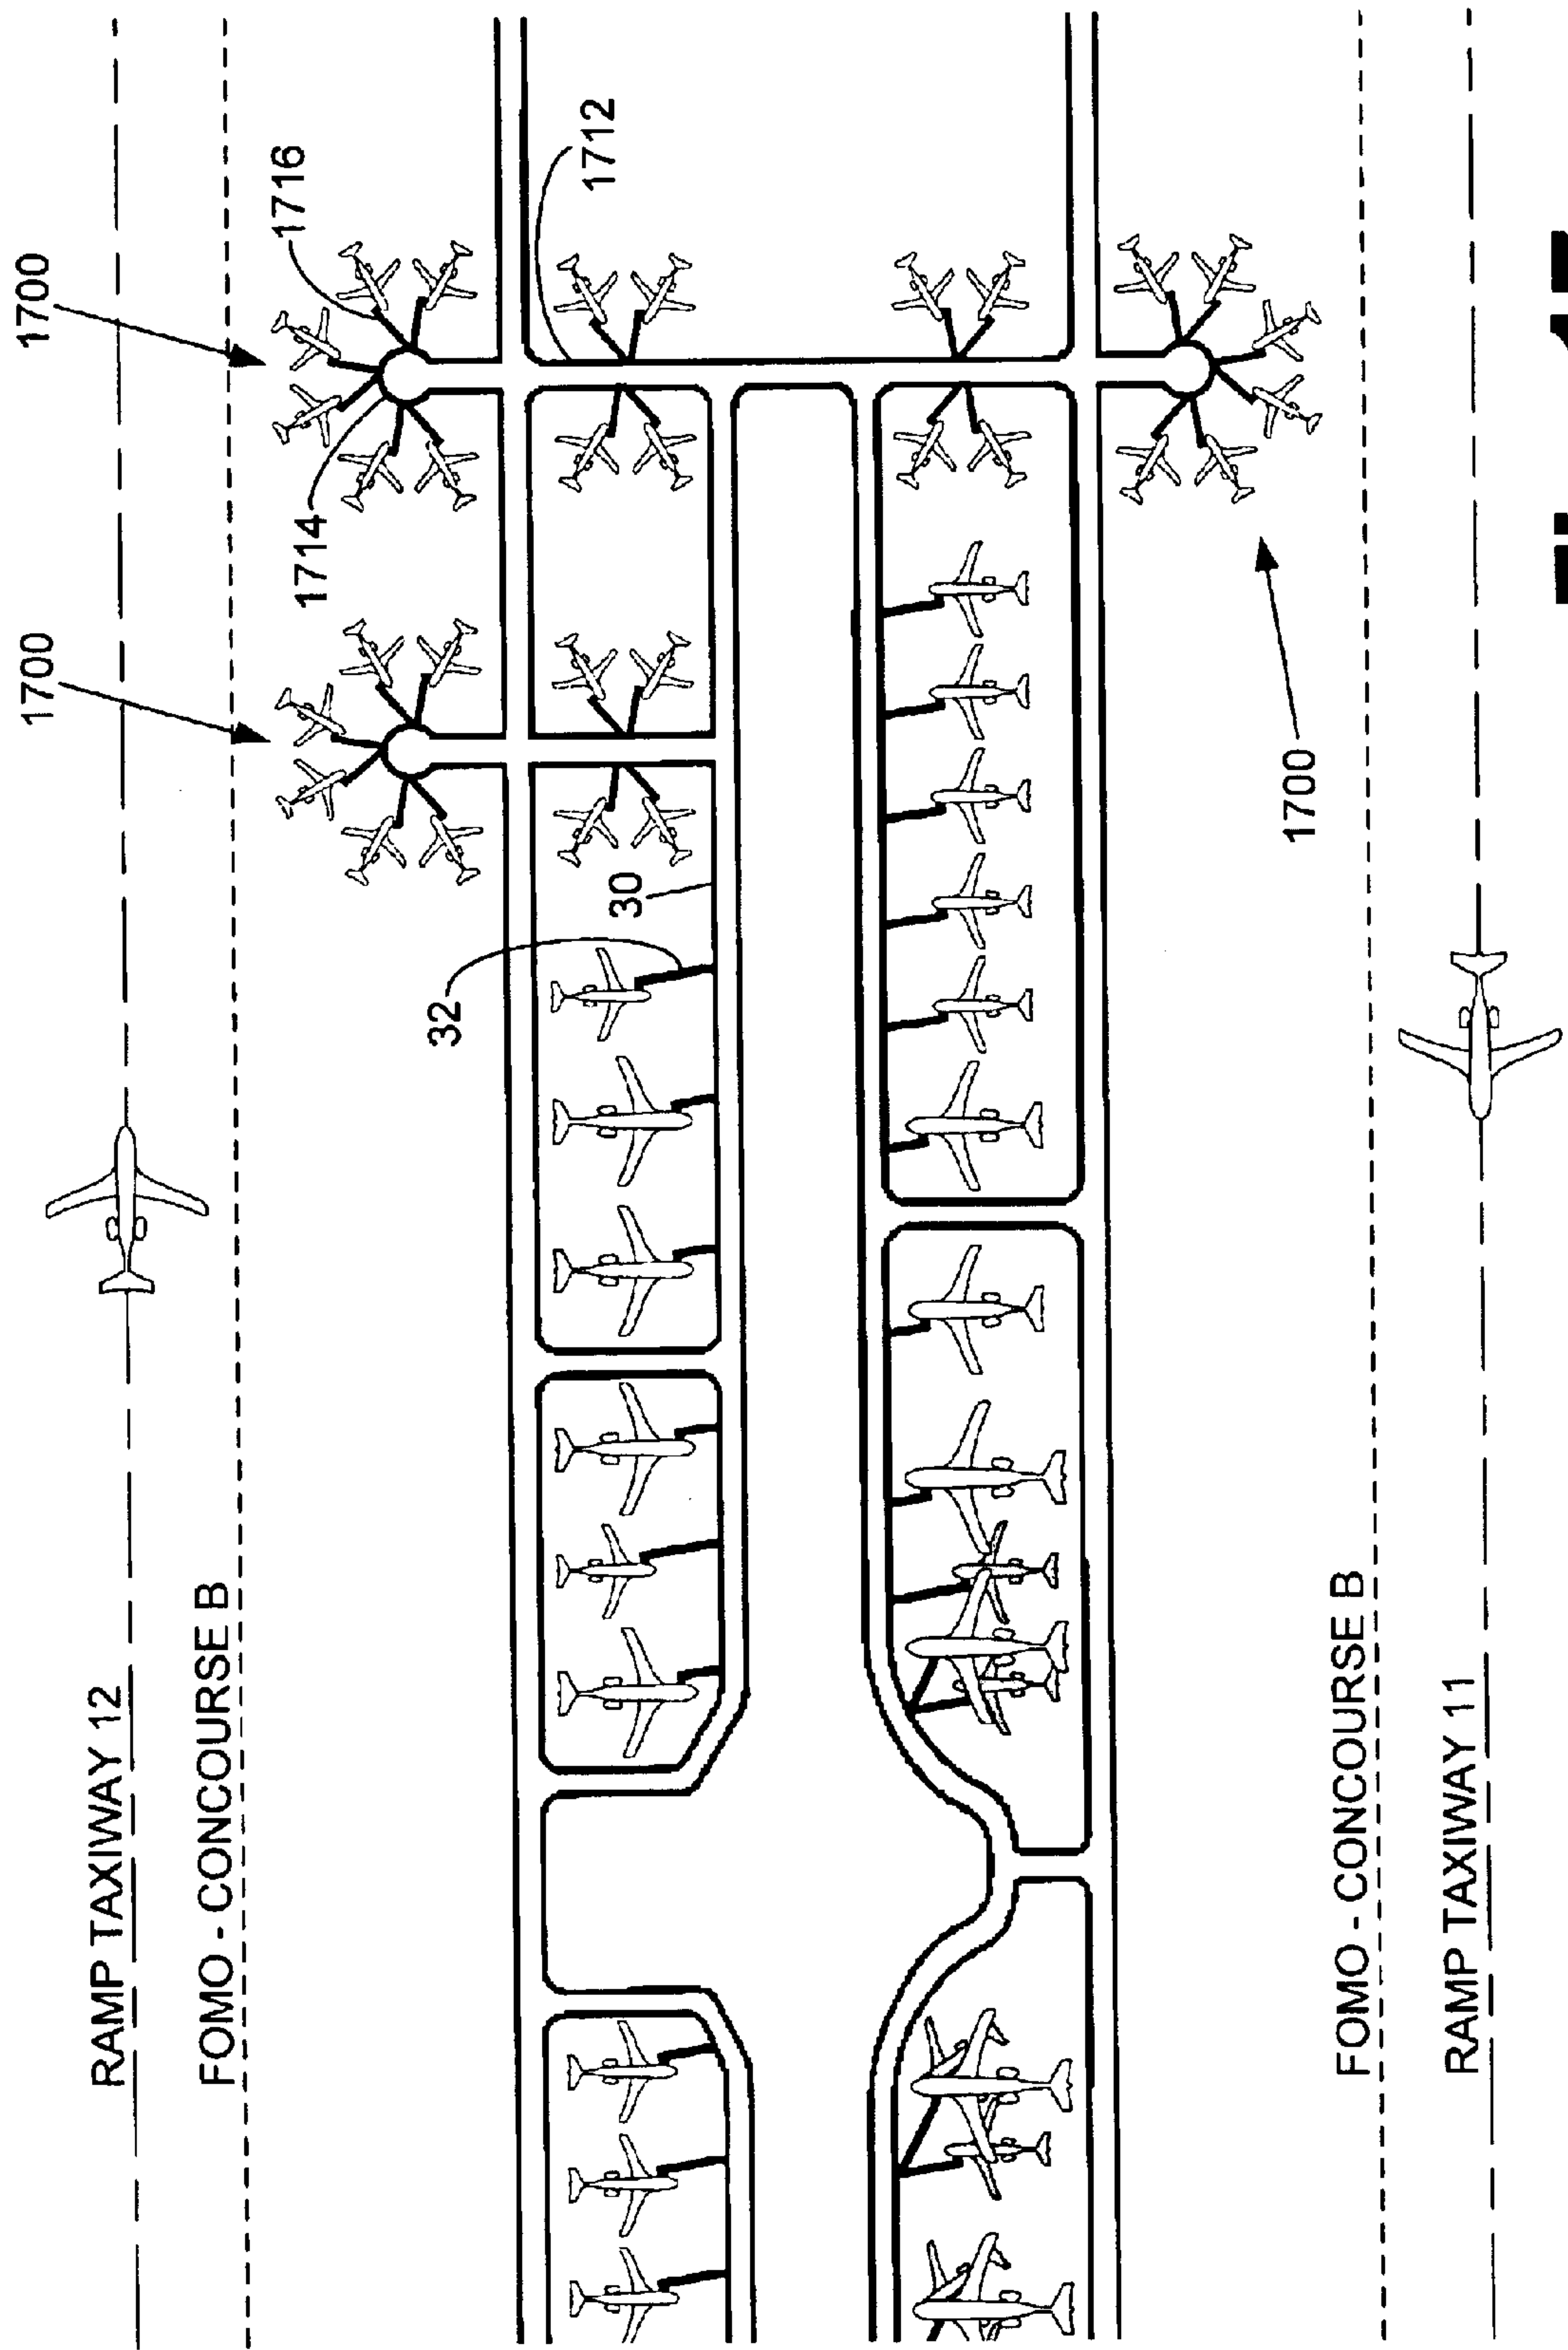 RAMP TAXIWAY 12
FOMO - CONCOURSE B
1700
1700
1716
1714
1712
32
30
1700
FOMO - CONCOURSE B
RAMP TAXIWAY 11